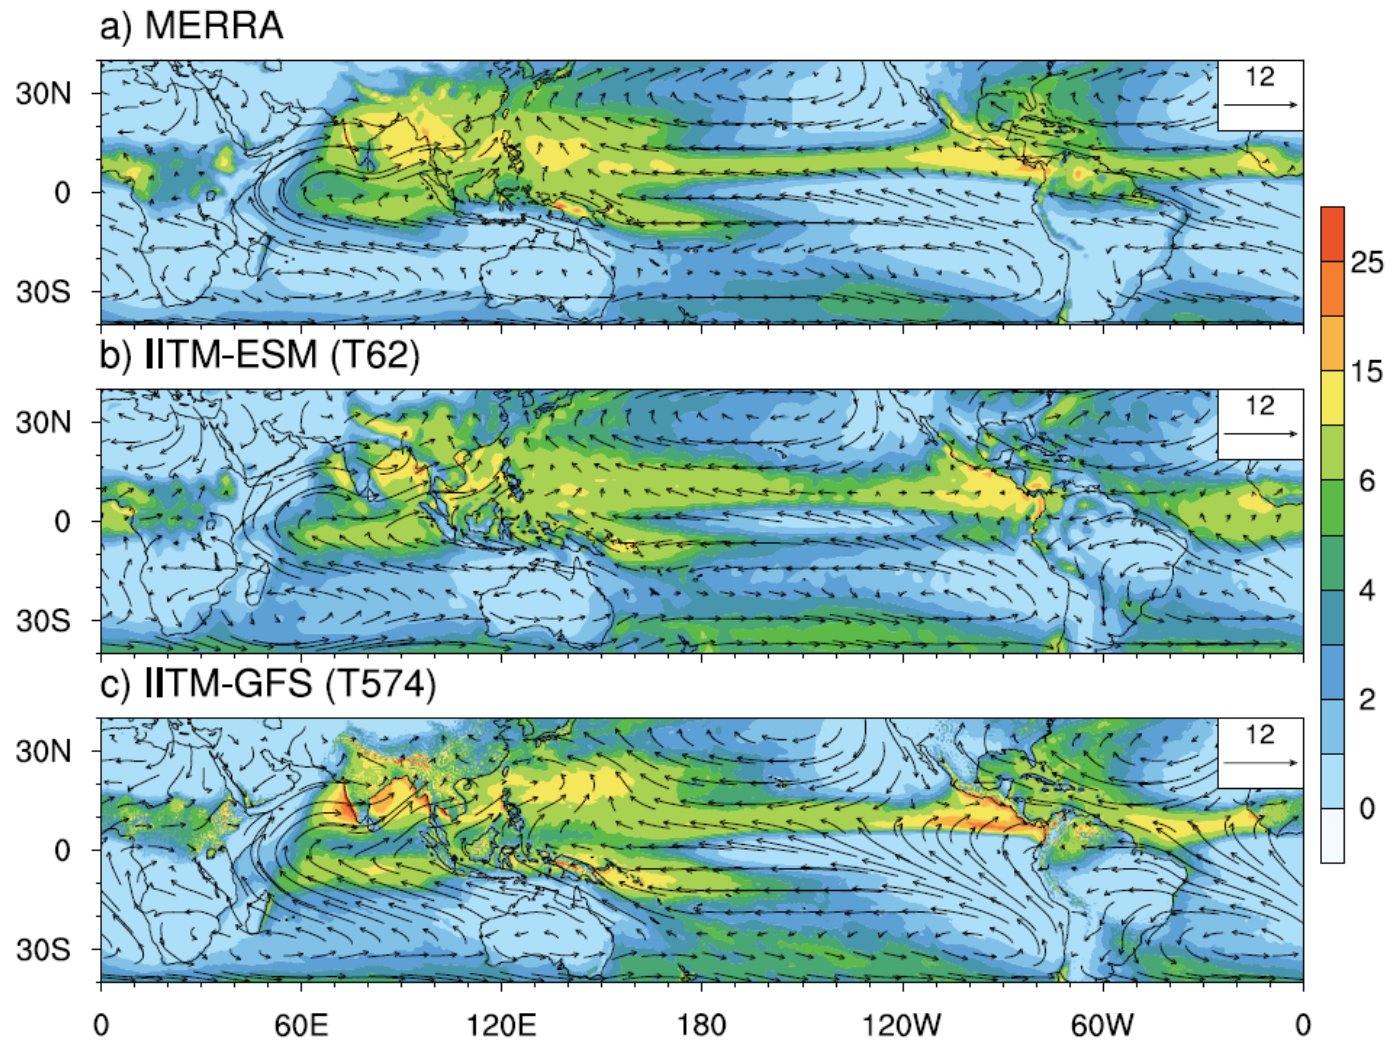 a) MERRA
30N
0
30S
12
b) IITM-ESM (T62)
30N
0
30S
12
c) IITM-GFS (T574)
30N
0
30S
12
0
60E
120E
180
120W
60W
0
25
15
6
4
2
0